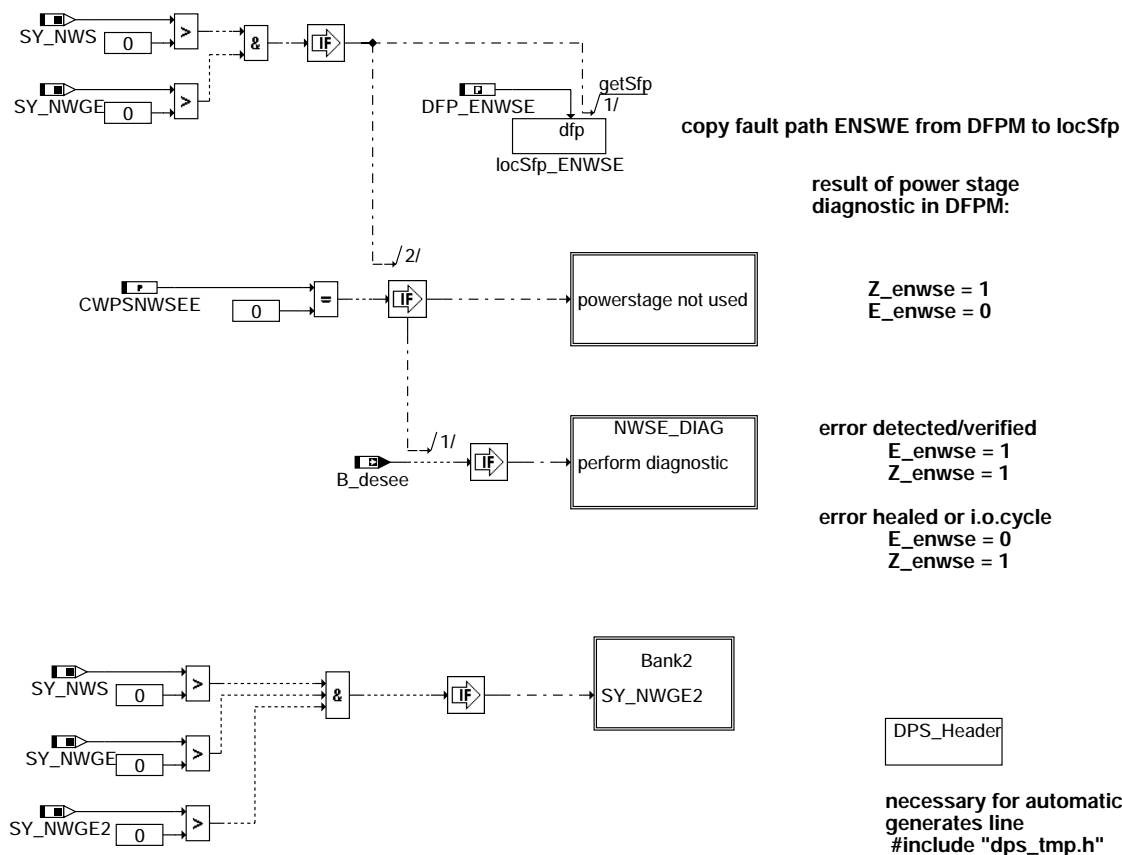 SY_NWS
0
>
&
IF
SY_NWGE
0
>
getSfp
1/
DFP_ENWSE
dfp
locSfp_ENWSE
copy fault path ENSWE from DFPM to locSfp
result of power stage
diagnostic in DFPM:
2/
CWPSNWSEE
0
=
IF
powerstage not used
Z_enwse = 1
E_enwse = 0
1/
B_desee
IF
NWSE_DIAG
perform diagnostic
error detected/verified
E_enwse = 1
Z_enwse = 1
error healed or i.o.cycle
E_enwse = 0
Z_enwse = 1
SY_NWS
0
>
&
IF
Bank2
SY_NWGE2
SY_NWGE
0
>
SY_NWGE2
0
>
DPS_Header
necessary for automatic
generates line
#include "dps_tmp.h"